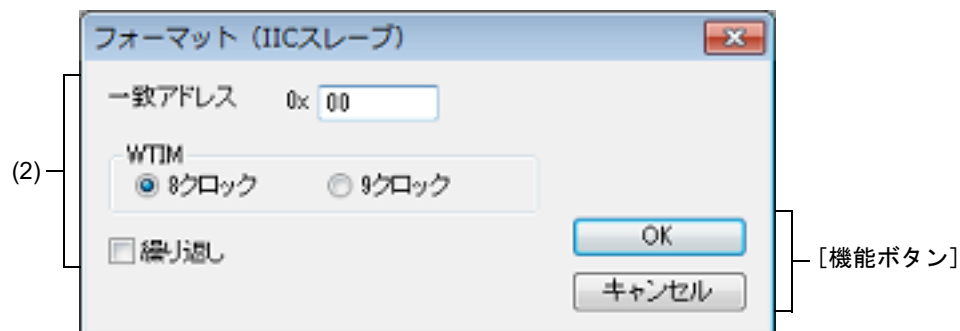 フォーマット (IICスレーブ)
一致アドレス 0x 00
(2)
WTIM
8クロック 9クロック
繰り返し
OK
[機能ボタン]
キャンセル